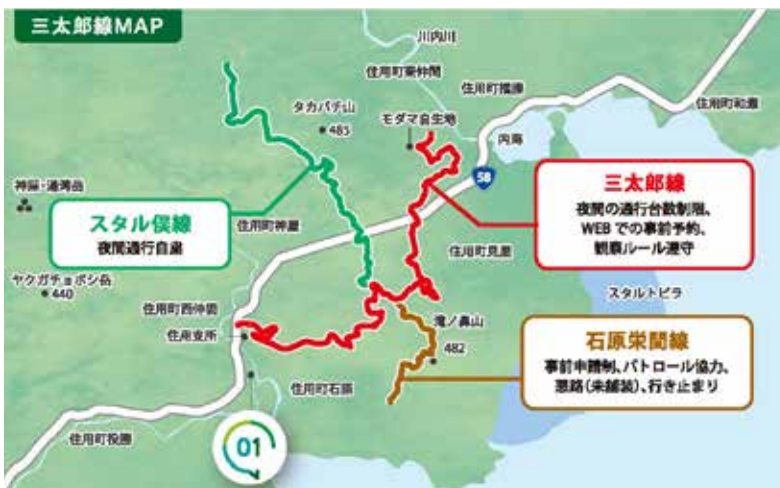 三太郎線MAP
川内川
住用町東仲間
住用町摺勝
住用町和瀬
タカバチ山
485
モダマ自生地
内海
58
神屋・湯湾岳
スタル俣線
夜間通行自粛
住用町神屋
三太郎線
夜間の通行台数制限、
WEBでの事前予約、
観察ルール遵守
住用町見里
ヤクガチョボシ岳
440
スタルトビラ
住用町西仲間
住用支所
滝ノ鼻山
482
石原栄間線
事前申請制、パトロール協力、
悪路(未舗装)、行き止まり
住用町石原
住用町役勝
01